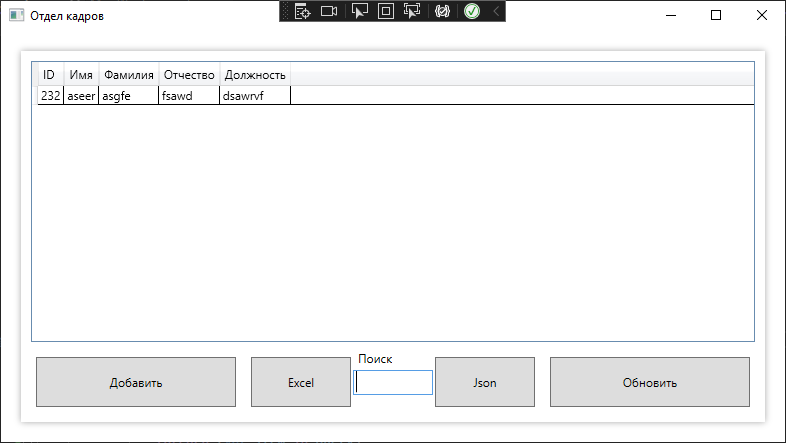 Отдел кадров
ID Имя Фамилия Отчество Должность
232 aseer asgfe fsawd dsawrvf
Поиск
Добавить Excel Json Обновить